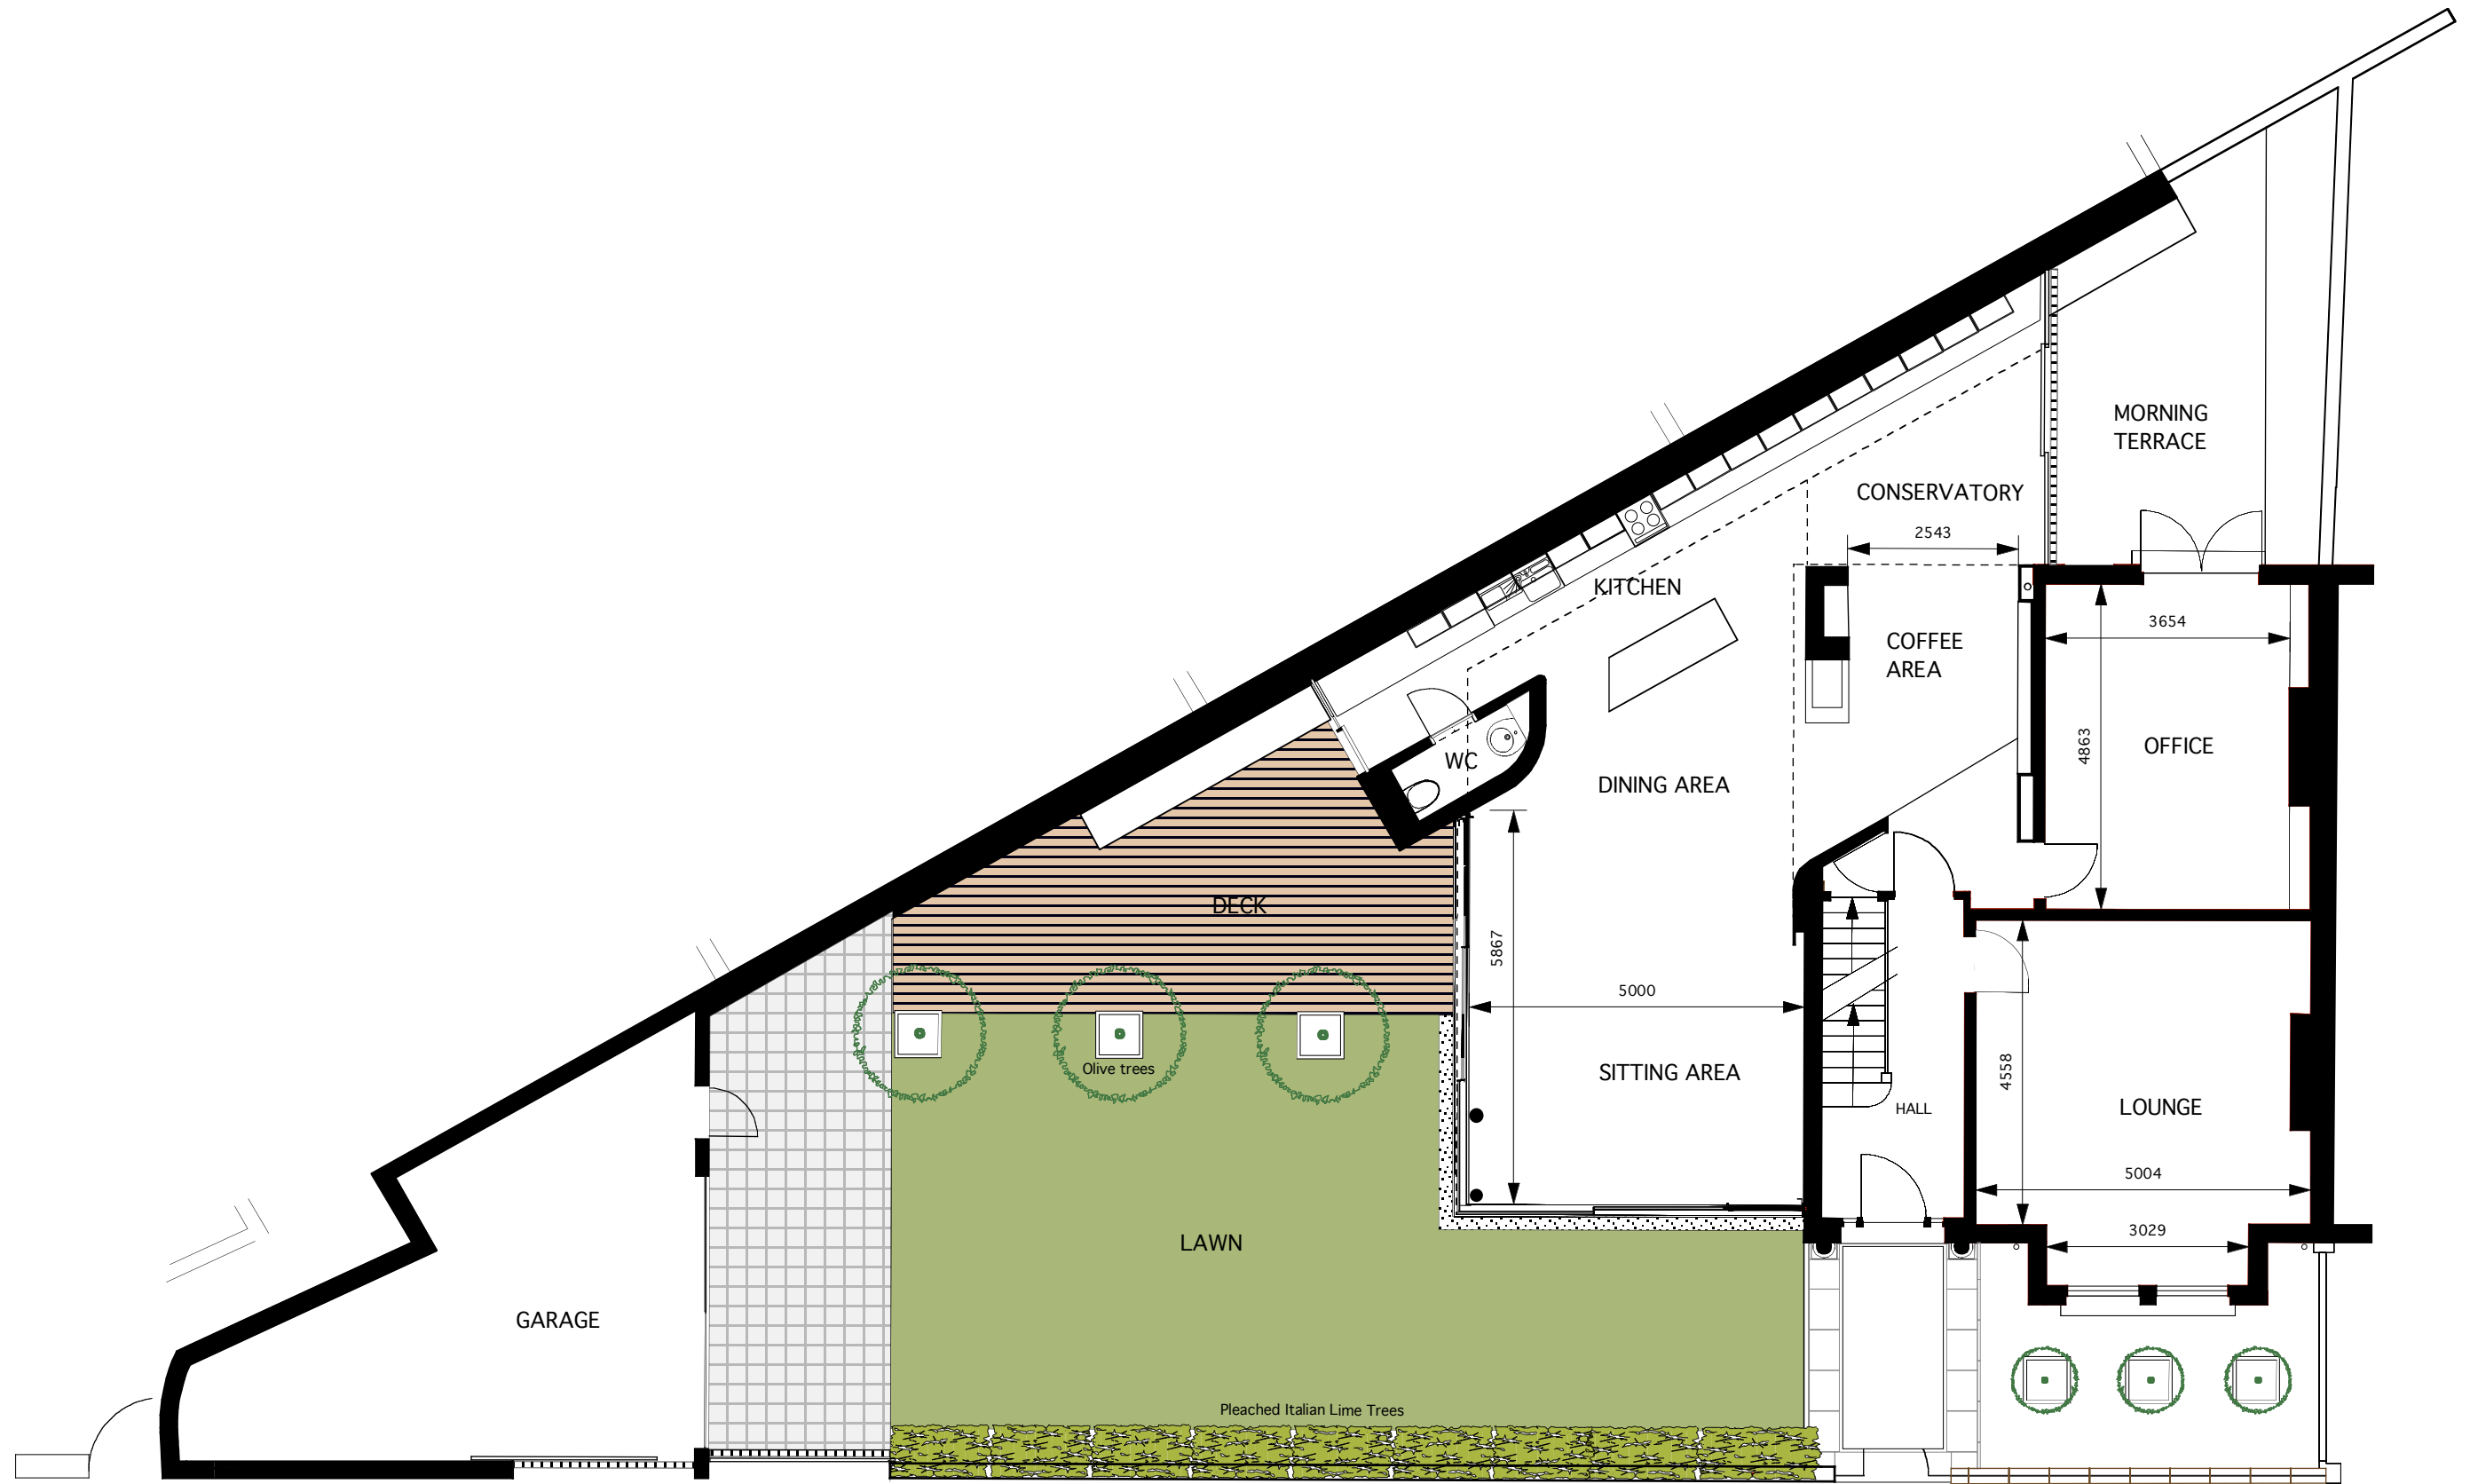 MORNING
TERRACE
CONSERVATORY
2543
KITCHEN
3654
COFFEE
AREA
4863
OFFICE
WC
DINING AREA
DECK
5867
5000
Olive trees
SITTING AREA
4558
HALL
LOUNGE
5004
3029
LAWN
GARAGE
Pleached Italian Lime Trees